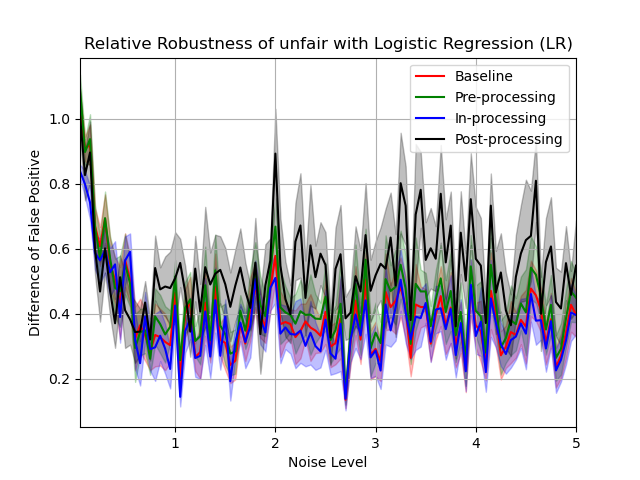 Relative Robustness of unfair with Logistic Regression (LR)
Baseline
Pre-processing
In-processing
Post-processing
Difference of False Positive
1.0
0.8
0.6
0.4
0.2
1 2 3 4 5
Noise Level